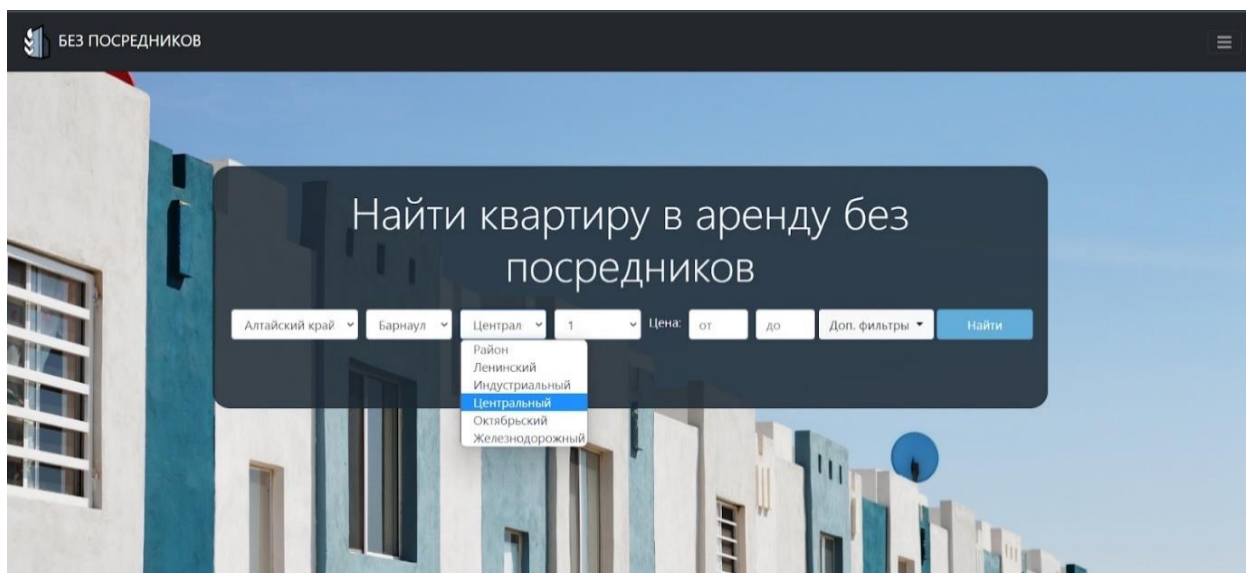 БЕЗ ПОСРЕДНИКОВ
Найти квартиру в аренду без
посредников
Алтайский край Барнаул Централ 1 Цена: от до Доп. фильтры Найти
Район
Ленинский
Индустриальный
Центральный
Октябрьский
Железнодорожный